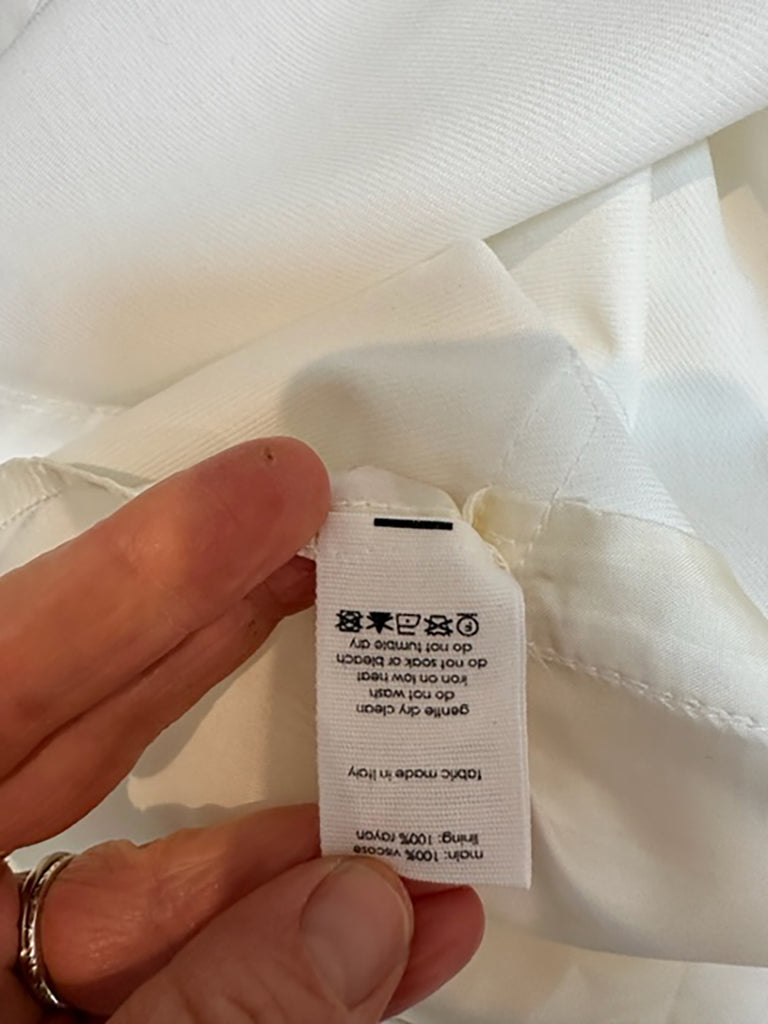 main: 100% viscose
lining: 100% rayon
fabric made in Italy
gentle dry clean
do not wash
iron on low heat
do not soak or bleach
do not tumble dry
F